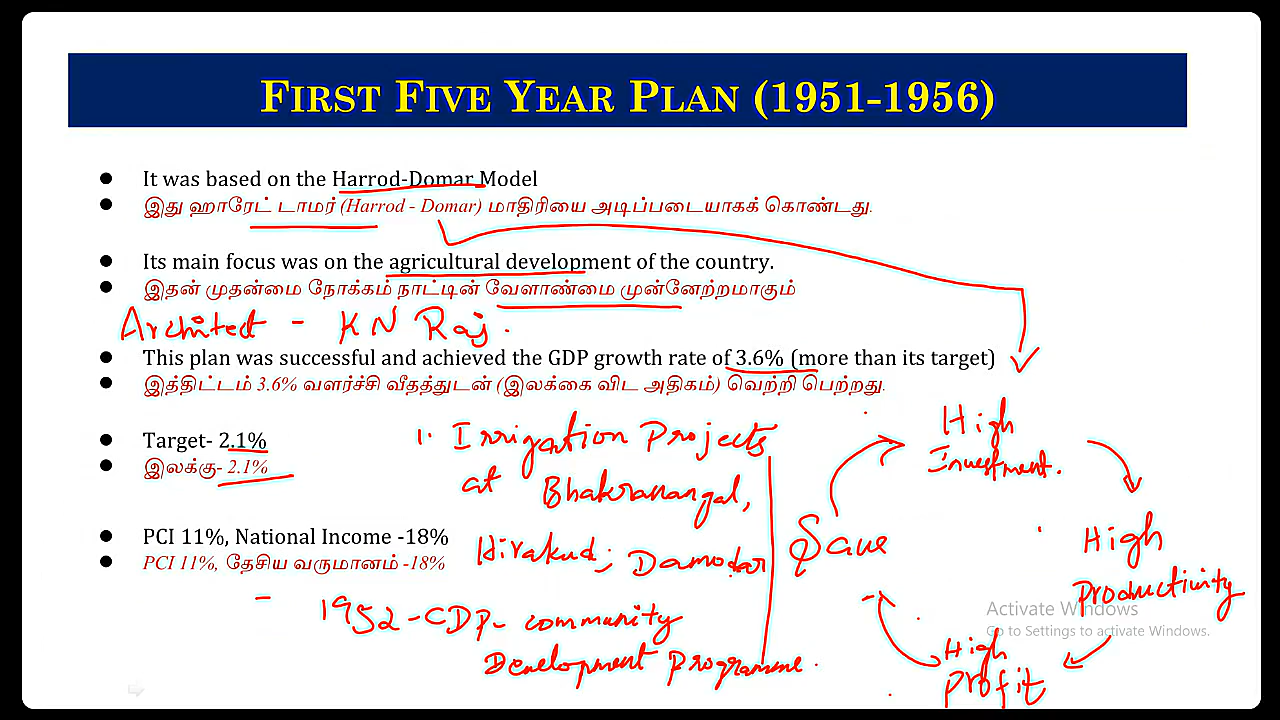 FIRST FIVE YEAR PLAN (1951-1956)
● It was based on the Harrod-Domar Model
● இது ஹாரேட் டாமர் (Harrod - Domar) மாதிரியை அடிப்படையாகக் கொண்டது.
● Its main focus was on the agricultural development of the country.
● இதன் முதன்மை நோக்கம் நாட்டின் வேளாண்மை முன்னேற்றமாகும்
Architect - KN Raj.
● This plan was successful and achieved the GDP growth rate of 3.6% (more than its target)
● இத்திட்டம் 3.6% வளர்ச்சி வீதத்துடன் (இலக்கை விட அதிகம்) வெற்றி பெற்றது.
● Target- 2.1%
● இலக்கு- 2.1%
● PCI 11%, National Income -18%
● PCI 11%, தேசிய வருமானம் -18%
1. Irrigation Projects
at Bhakranangal,
Hirakud; Damodar
- 1952 - CDP - community
Development Programme.
High
Investment.
High
Productivity
High
Profit
Save
Activate Windows
Go to Settings to activate Windows.